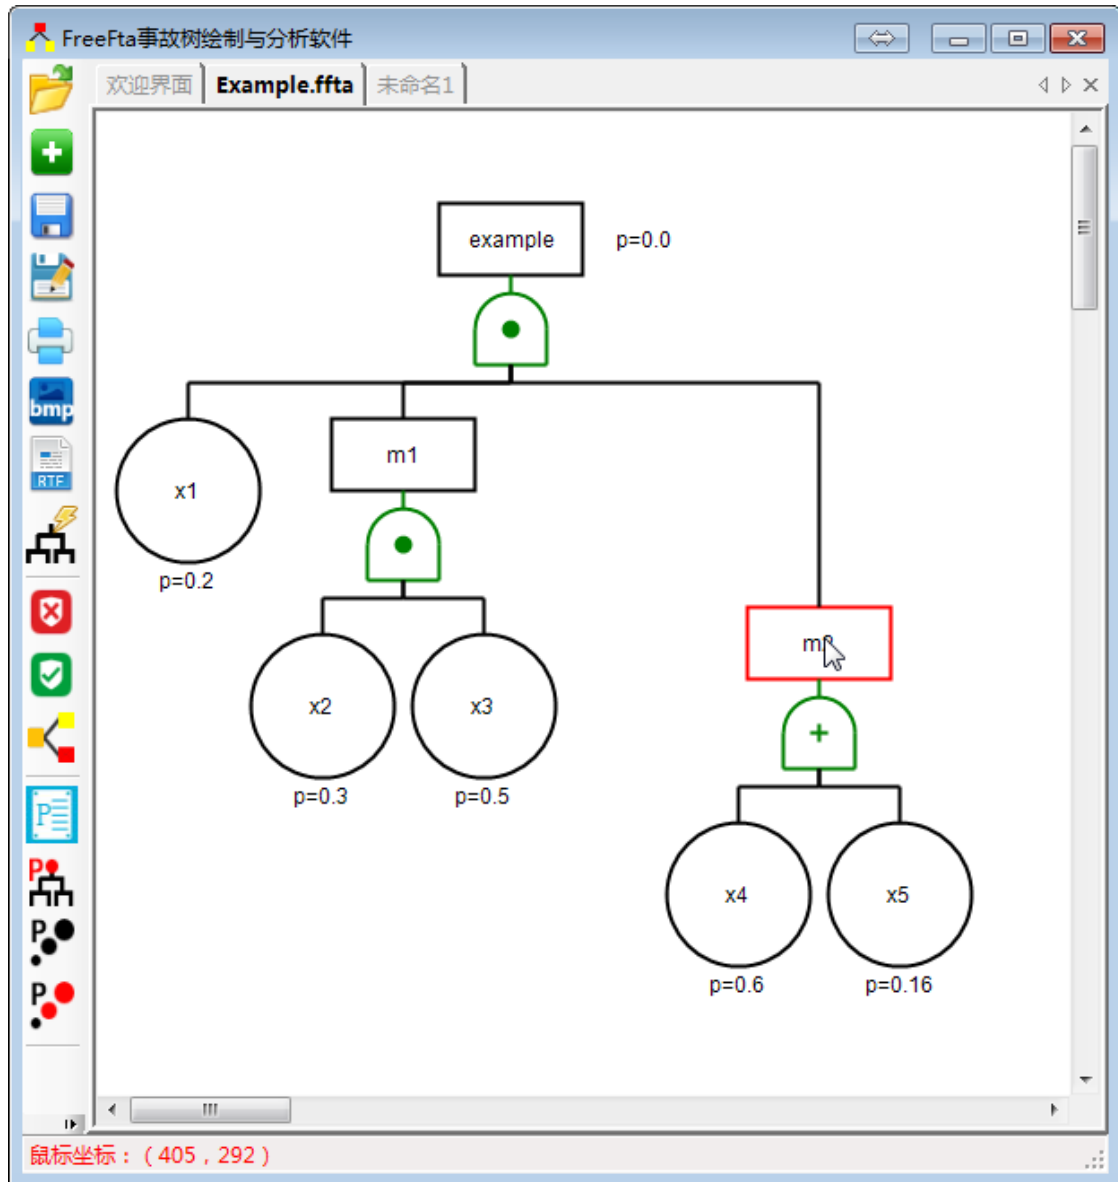 FreeFta事故树绘制与分析软件
欢迎界面 Example.ffta 未命名1
example p=0.0
bmp
m1
RTF
x1
p=0.2
x2 x3
p=0.3 p=0.5
P
P
x4 x5
P
p=0.6 p=0.16
P
鼠标坐标：（405，292）